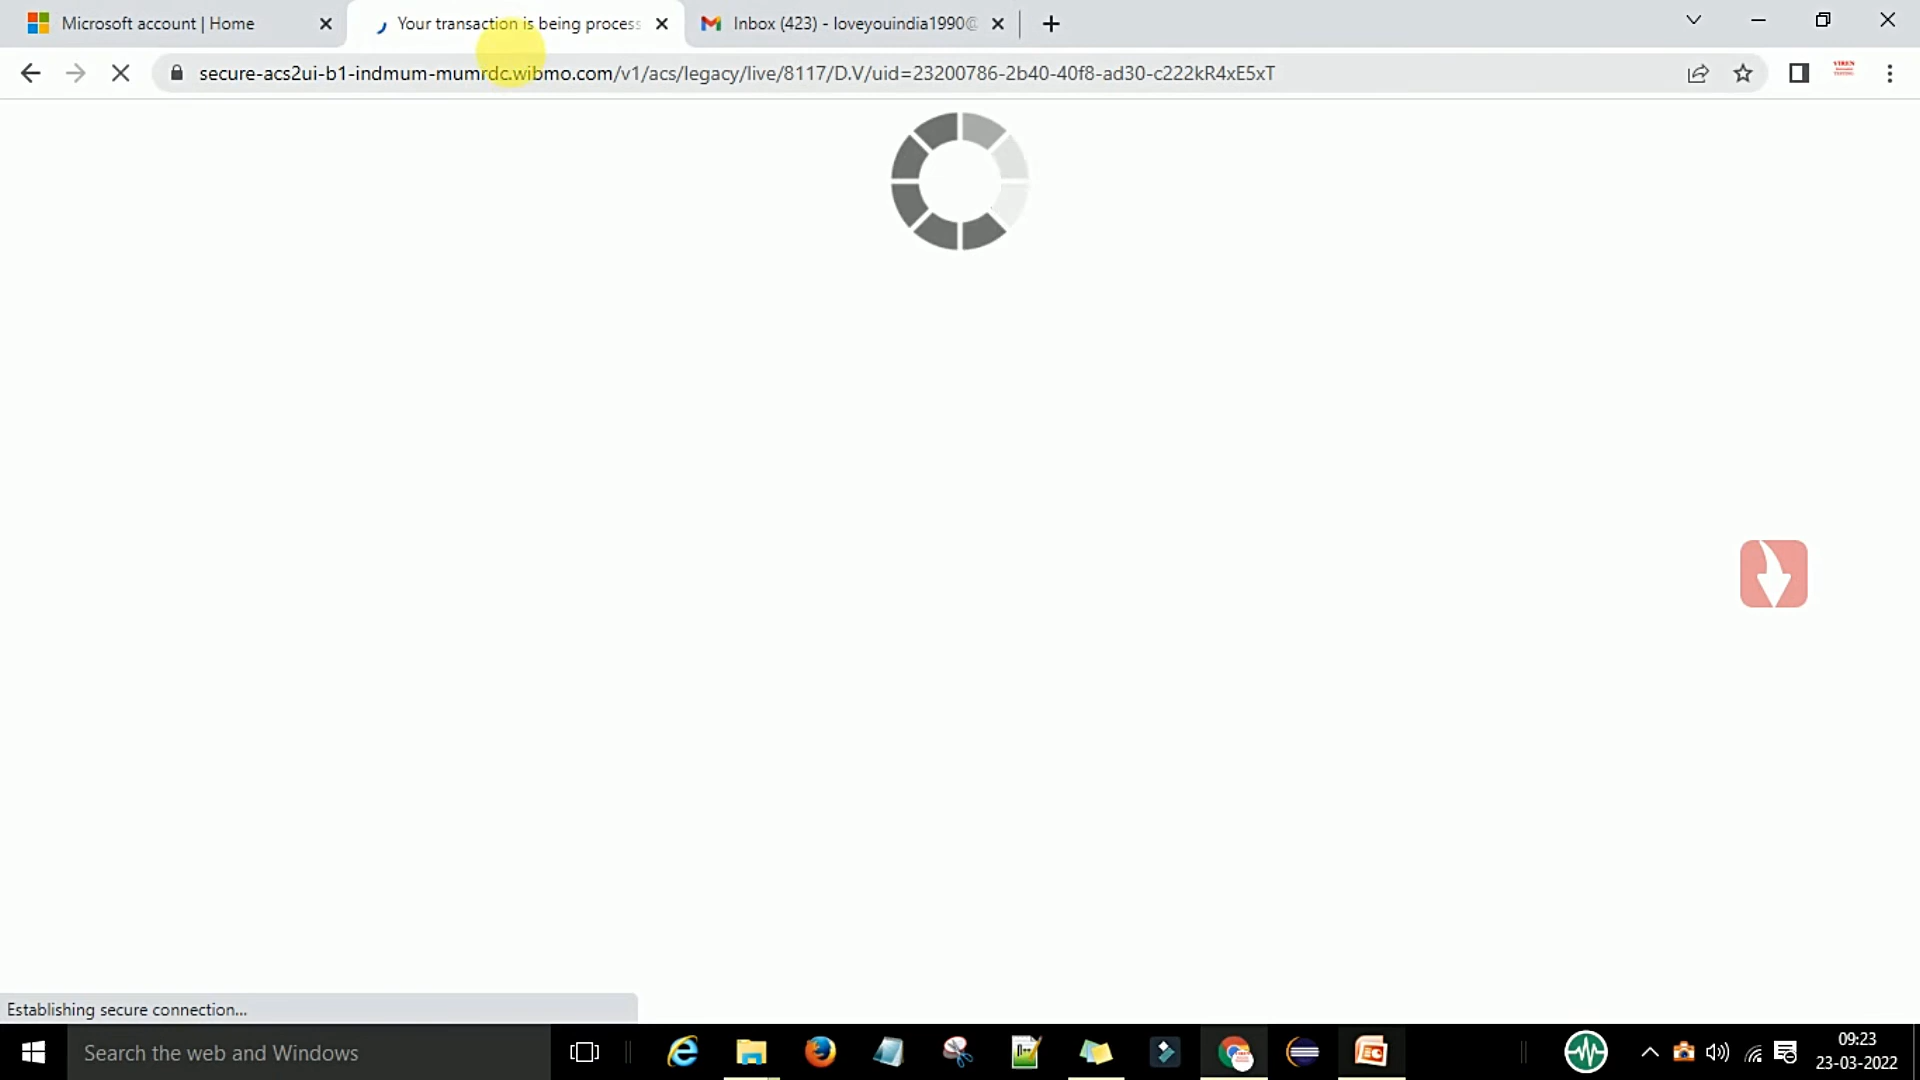 Microsoft account | Home
Your transaction is being process
Inbox (423) - loveyouindia1990@
secure-acs2ui-b1-indmum-mumrdc.wibmo.com/v1/acs/legacy/live/8117/D.V/uid=23200786-2b40-40f8-ad30-c222kR4xE5xT
VIREN
Establishing secure connection...
Search the web and Windows
09:23
23-03-2022